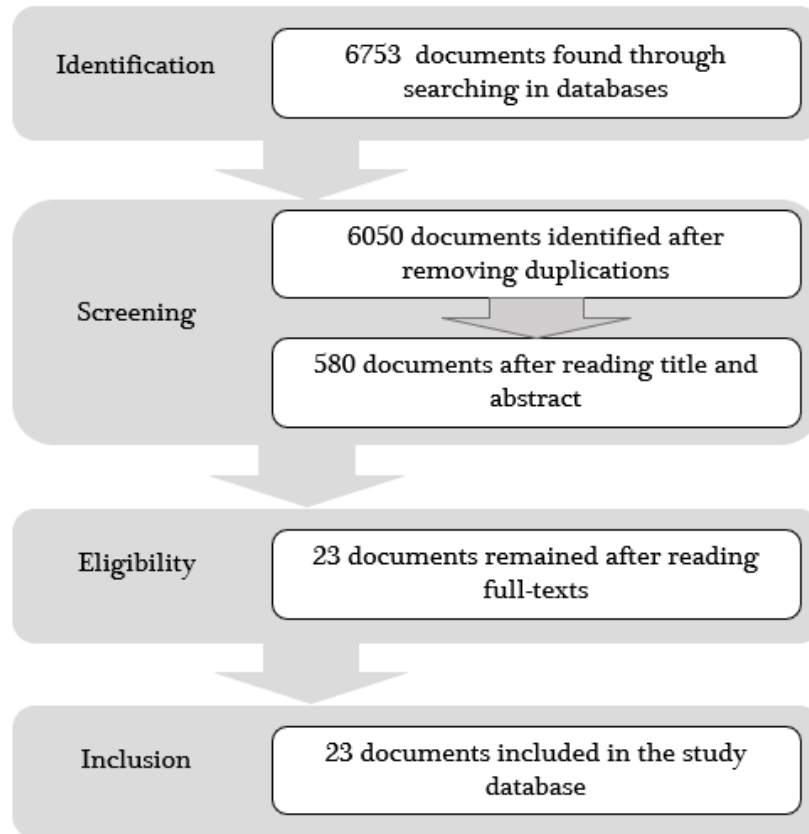 Identification
6753 documents found through
searching in databases
Screening
6050 documents identified after
removing duplications
580 documents after reading title and
abstract
Eligibility
23 documents remained after reading
full-texts
Inclusion
23 documents included in the study
database